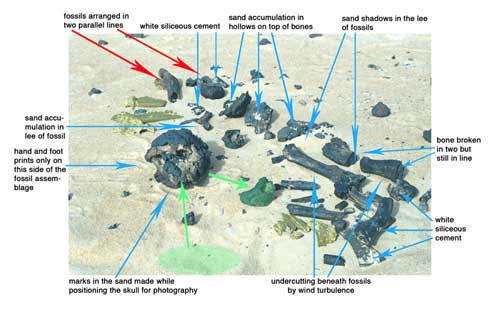 fossils arranged in
two parallel lines
white siliceous cement
sand accumulation in
hollows on top of bones
sand shadows in the lee
of fossils
sand accu-
mulation in
lee of fossil
hand and foot
prints only on
this side of the
fossil assem-
blage
bone broken
in two but
still in line
white
siliceous
cement
marks in the sand made while
positioning the skull for photography
undercutting beneath fossils
by wind turbulence